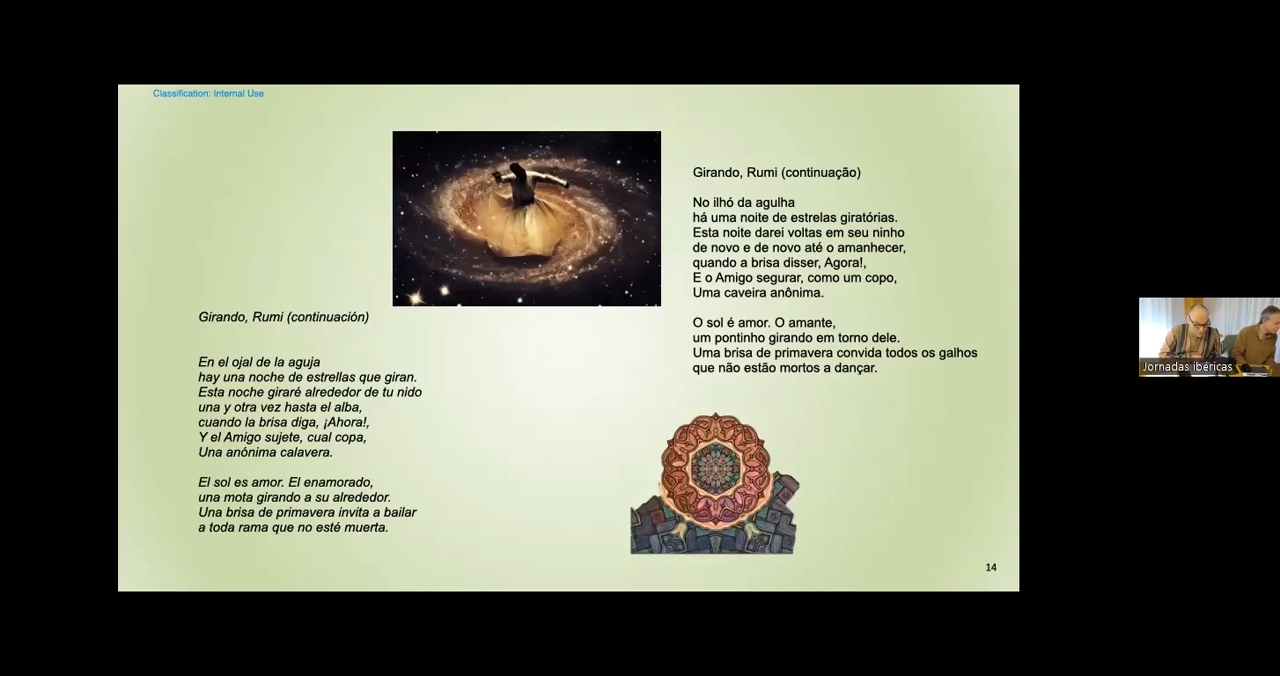 Classification: Internal Use
Girando, Rumi (continuación)
En el ojal de la aguja
hay una noche de estrellas que giran.
Esta noche giraré alrededor de tu nido
una y otra vez hasta el alba,
cuando la brisa diga, ¡Ahora!,
Y el Amigo sujete, cual copa,
Una anónima calavera.
El sol es amor. El enamorado,
una mota girando a su alrededor.
Una brisa de primavera invita a bailar
a toda rama que no esté muerta.
Girando, Rumi (continuação)
No ilhó da agulha
há uma noite de estrelas giratórias.
Esta noite darei voltas em seu ninho
de novo e de novo até o amanhecer,
quando a brisa disser, Agora!,
E o Amigo segurar, como um copo,
Uma caveira anônima.
O sol é amor. O amante,
um pontinho girando em torno dele.
Uma brisa de primavera convida todos os galhos
que não estão mortos a dançar.
14
Jornadas ibéricas